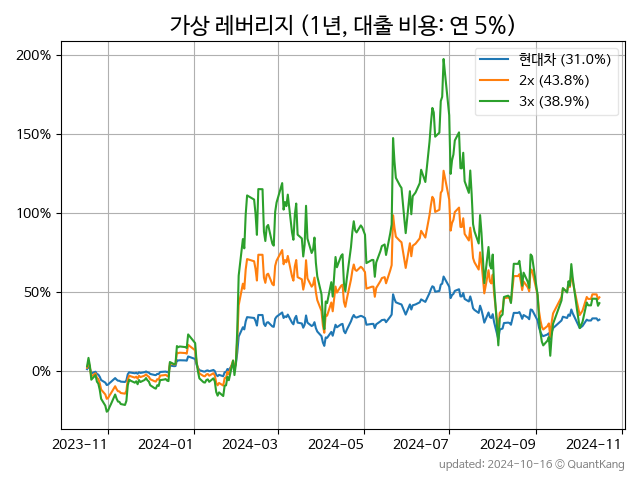 가상 레버리지 (1년, 대출 비용: 연 5%)
현대차 (31.0%)
2x (43.8%)
3x (38.9%)
200%
150%
100%
50%
0%
2023-11 2024-01 2024-03 2024-05 2024-07 2024-09 2024-11
updated: 2024-10-16 © QuantKang